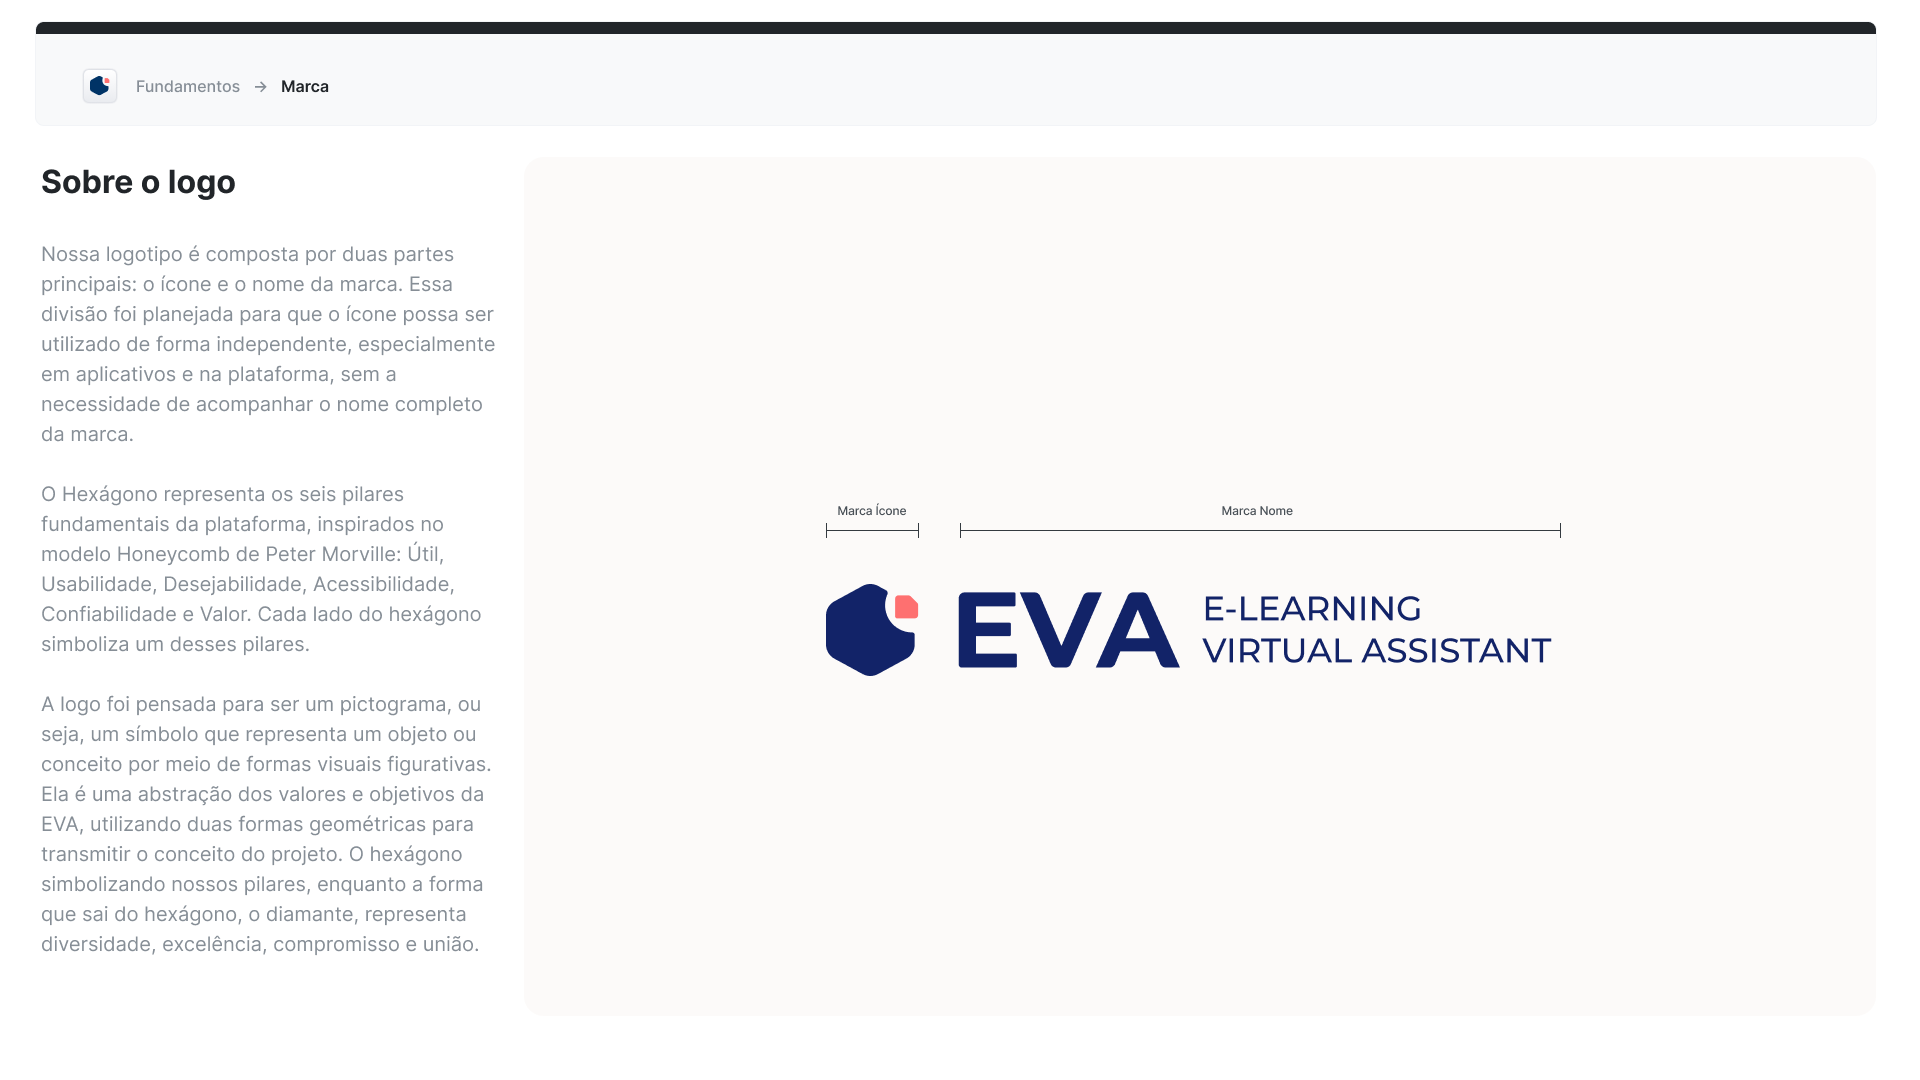 Fundamentos → Marca
Sobre o logo
Nossa logotipo é composta por duas partes
principais: o ícone e o nome da marca. Essa
divisão foi planejada para que o ícone possa ser
utilizado de forma independente, especialmente
em aplicativos e na plataforma, sem a
necessidade de acompanhar o nome completo
da marca.
O Hexágono representa os seis pilares
fundamentais da plataforma, inspirados no
modelo Honeycomb de Peter Morville: Útil,
Usabilidade, Desejabilidade, Acessibilidade,
Confiabilidade e Valor. Cada lado do hexágono
simboliza um desses pilares.
A logo foi pensada para ser um pictograma, ou
seja, um símbolo que representa um objeto ou
conceito por meio de formas visuais figurativas.
Ela é uma abstração dos valores e objetivos da
EVA, utilizando duas formas geométricas para
transmitir o conceito do projeto. O hexágono
simbolizando nossos pilares, enquanto a forma
que sai do hexágono, o diamante, representa
diversidade, excelência, compromisso e união.
Marca Ícone
Marca Nome
EVA
E-LEARNING
VIRTUAL ASSISTANT